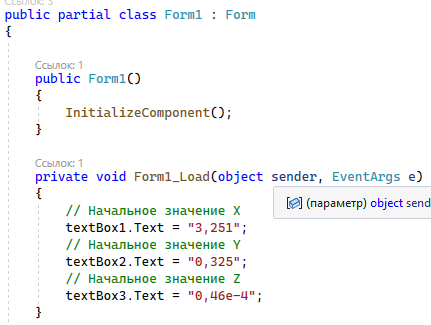 Ссылок: 3
public partial class Form1 : Form
{
Ссылок: 1
public Form1()
{
InitializeComponent();
}
Ссылок: 1
private void Form1_Load(object sender, EventArgs e)
{
(параметр) object send
// Начальное значение X
textBox1.Text = "3,251";
// Начальное значение Y
textBox2.Text = "0,325";
// Начальное значение Z
textBox3.Text = "0,46e-4";
}